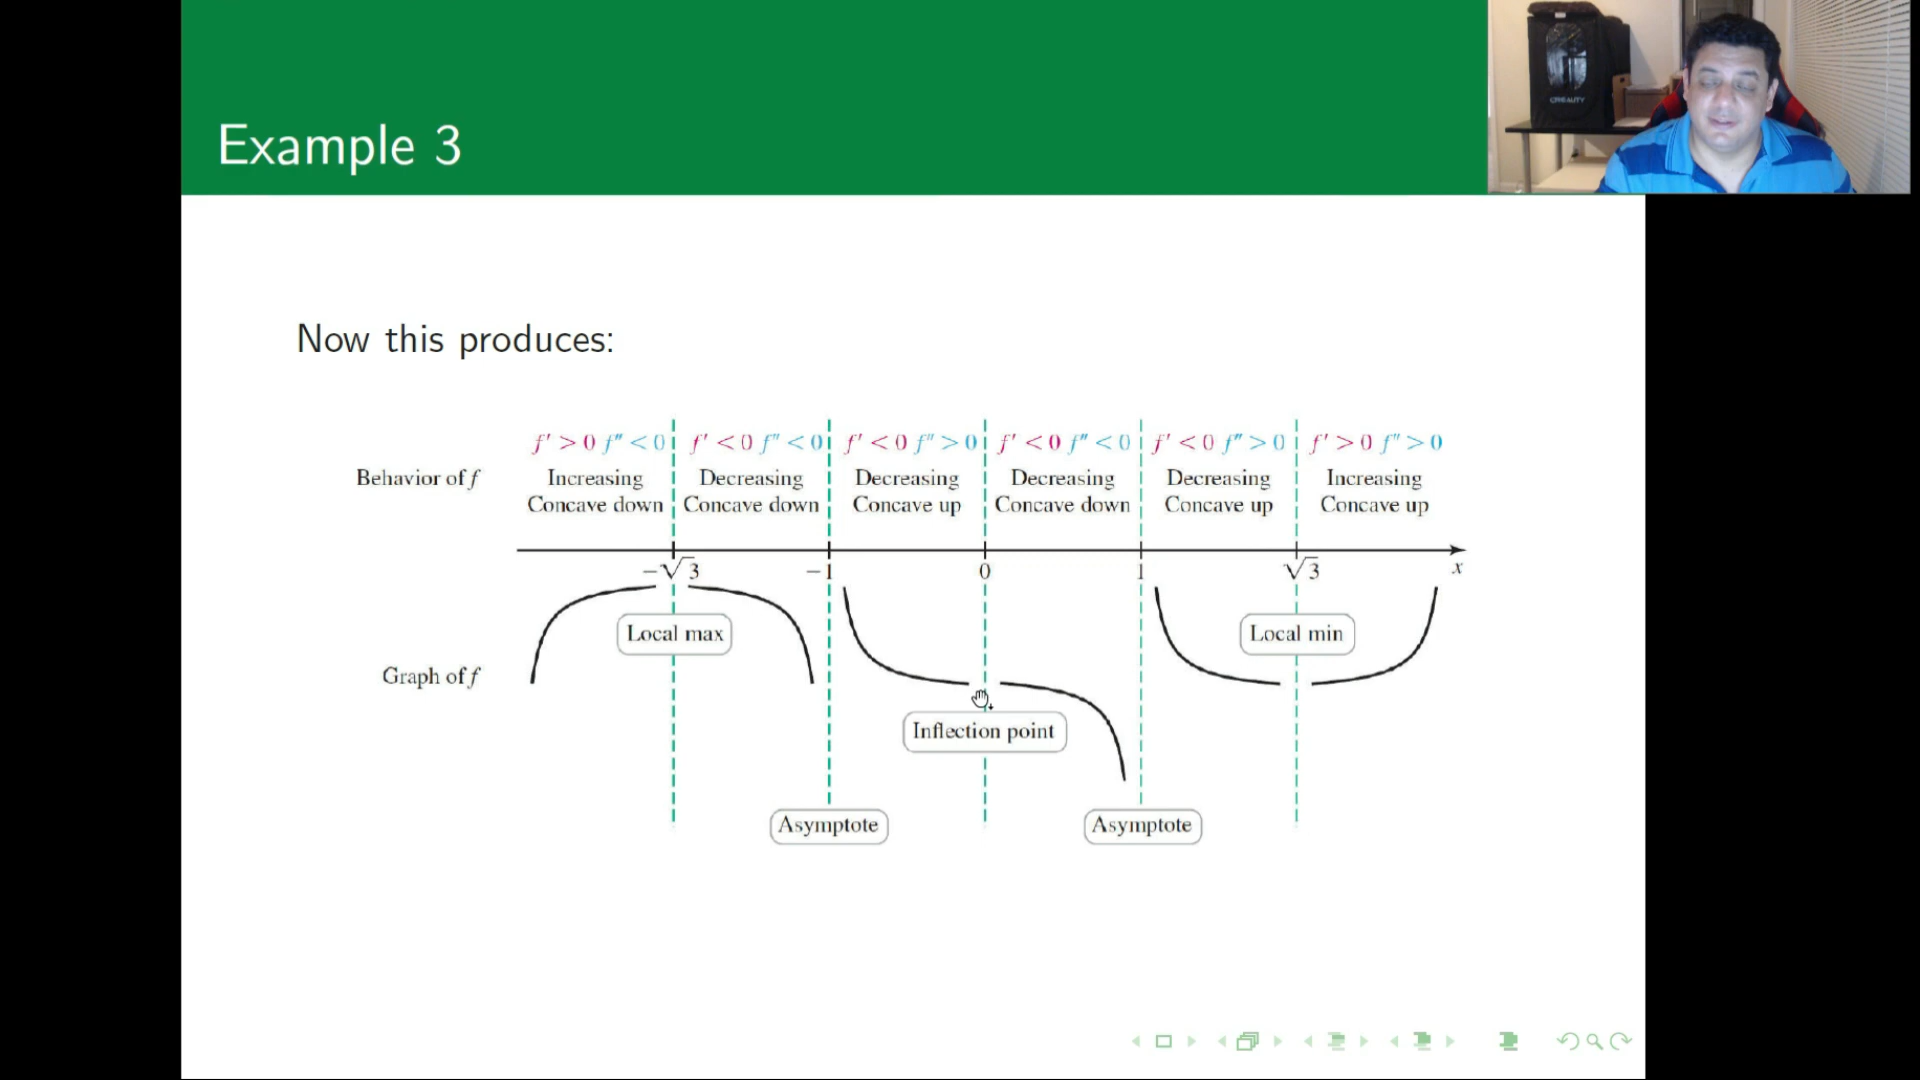 CREALITY
Example 3
Now this produces:
f′ > 0 f″ < 0 f′ < 0 f″ < 0 f′ < 0 f″ > 0 f′ < 0 f″ < 0 f′ < 0 f″ > 0 f′ > 0 f″ > 0
Behavior of f Increasing Decreasing Decreasing Decreasing Decreasing Increasing
Concave down Concave down Concave up Concave down Concave up Concave up
−√3 −1 0 1 √3 x
Local max Local min
Graph of f
Inflection point
Asymptote Asymptote